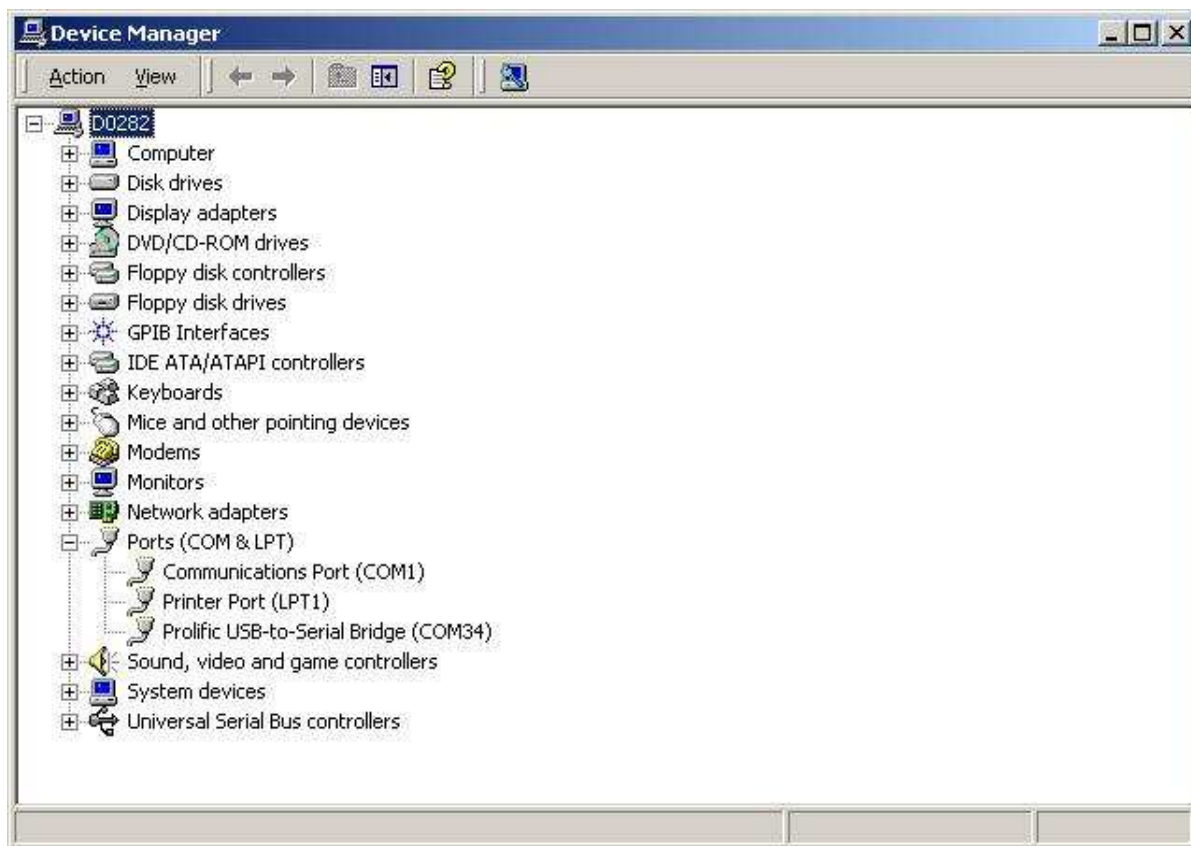 Device Manager
Action View
D0282
Computer
Disk drives
Display adapters
DVD/CD-ROM drives
Floppy disk controllers
Floppy disk drives
GPIB Interfaces
IDE ATA/ATAPI controllers
Keyboards
Mice and other pointing devices
Modems
Monitors
Network adapters
Ports (COM & LPT)
Communications Port (COM1)
Printer Port (LPT1)
Prolific USB-to-Serial Bridge (COM34)
Sound, video and game controllers
System devices
Universal Serial Bus controllers